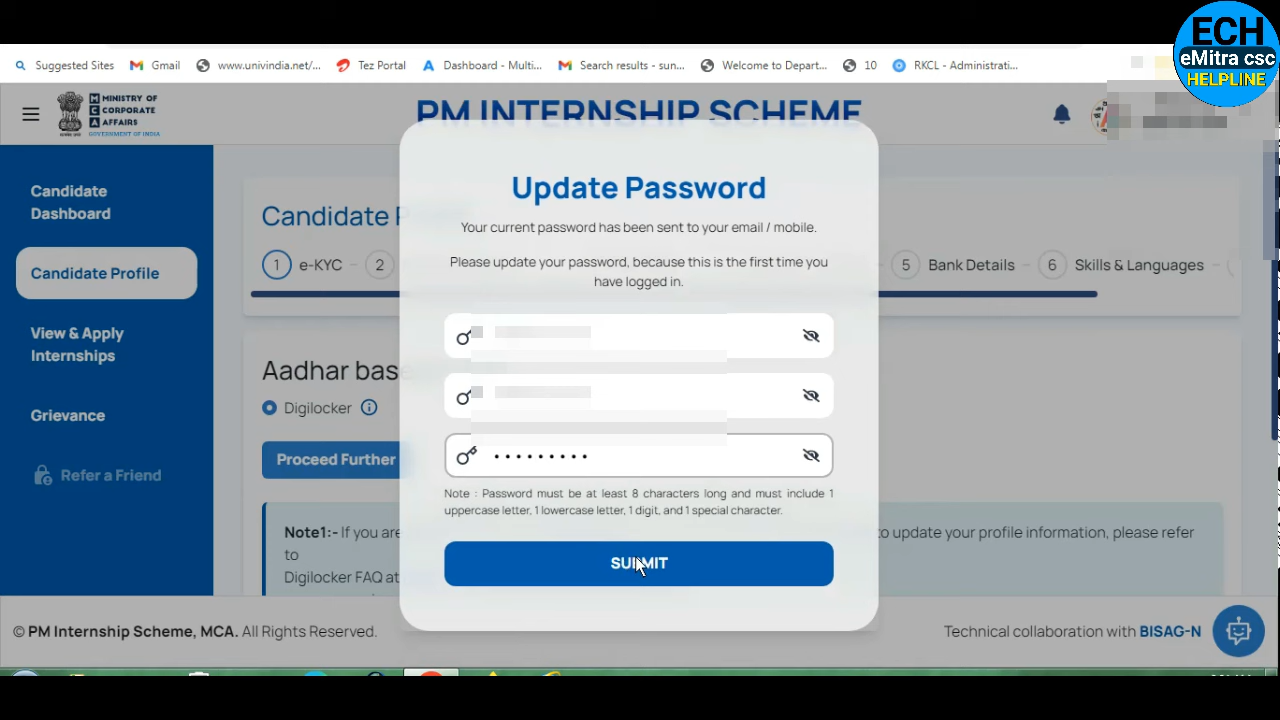 ECH
eMitra csc
HELPLINE
Suggested Sites
Gmail
www.univindia.net/...
Tez Portal
Dashboard - Multi...
Search results - sun...
Welcome to Depart...
10
RKCL - Administrati...
MCA
MINISTRY OF
CORPORATE
AFFAIRS
GOVERNMENT OF INDIA
PM INTERNSHIP SCHEME
Candidate
Dashboard
Candidate Profile
View & Apply
Internships
Grievance
Refer a Friend
Candidate P
1 e-KYC
2
5 Bank Details
6 Skills & Languages
Aadhar bas
Digilocker
Proceed Further
Note1:- If you are
to update your profile information, please refer
to
Digilocker FAQ at
Update Password
Your current password has been sent to your email / mobile.
Please update your password, because this is the first time you
have logged in.
Note : Password must be at least 8 characters long and must include 1
uppercase letter, 1 lowercase letter, 1 digit, and 1 special character.
SUBMIT
© PM Internship Scheme, MCA. All Rights Reserved.
Technical collaboration with BISAG-N